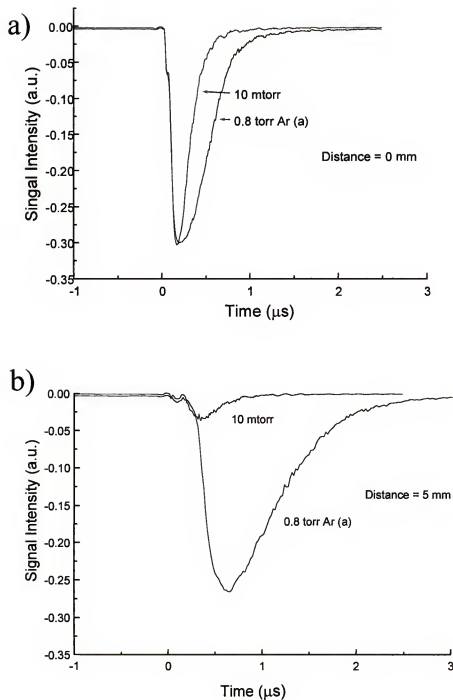 a)
0.00
-0.05
-0.10
-0.15
-0.20
-0.25
-0.30
-0.35
Singal Intensity (a.u.)
10 mtorr
0.8 torr Ar (a)
Distance = 0 mm
-1 0 1 2 3
Time (μs)
b)
0.00
-0.05
-0.10
-0.15
-0.20
-0.25
-0.30
-0.35
Signal Intensity (a.u.)
10 mtorr
Distance = 5 mm
0.8 torr Ar (a)
-1 0 1 2 3
Time (μs)